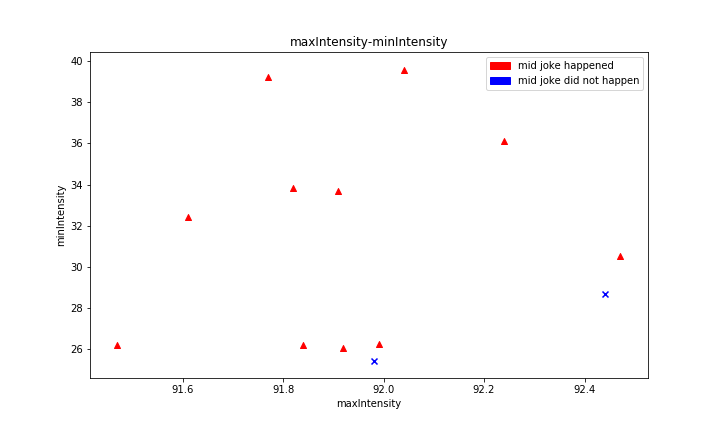 maxIntensity-minIntensity
mid joke happened
mid joke did not happen
minIntensity
40
38
36
34
32
30
28
26
91.6
91.8
92.0
92.2
92.4
maxIntensity